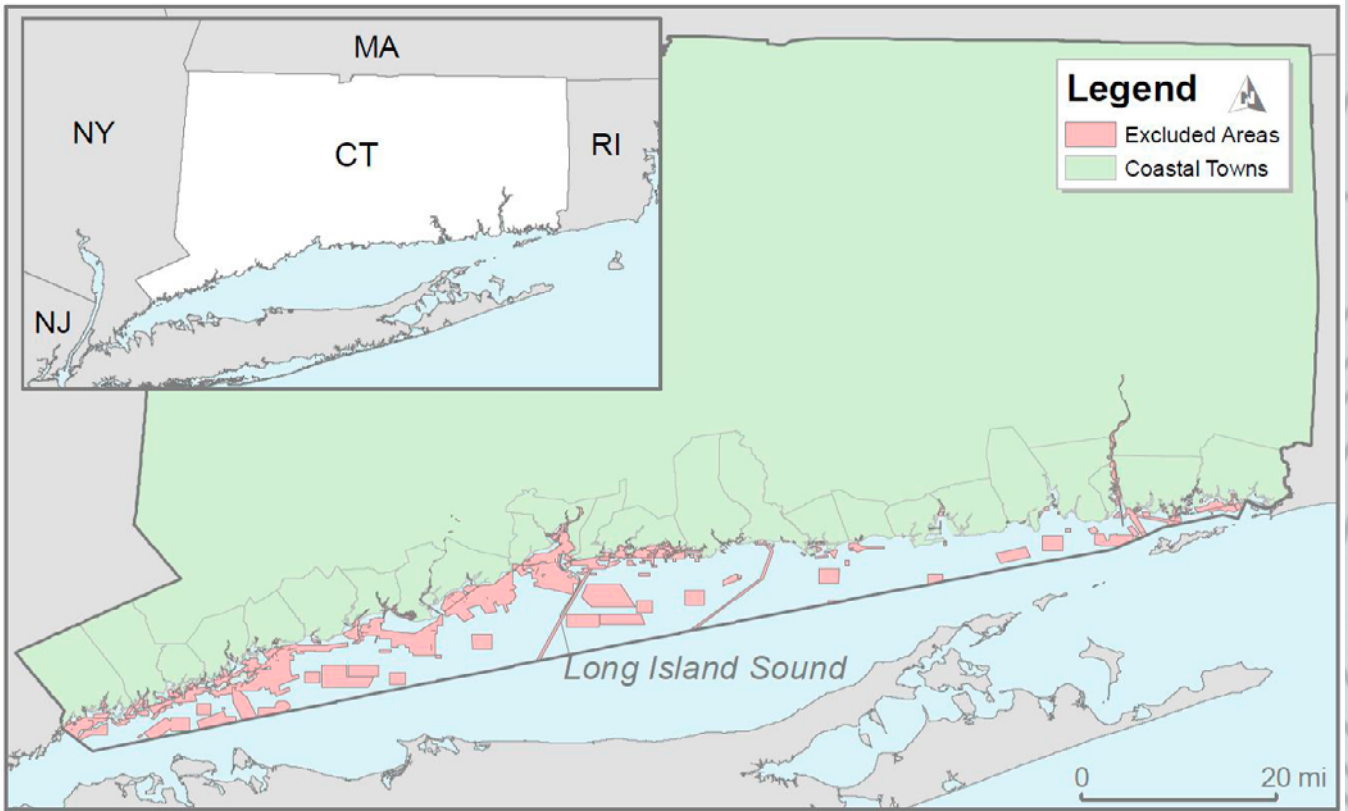 MA
NY
CT
RI
NJ
Legend
N
Excluded Areas
Coastal Towns
Long Island Sound
0 20 mi